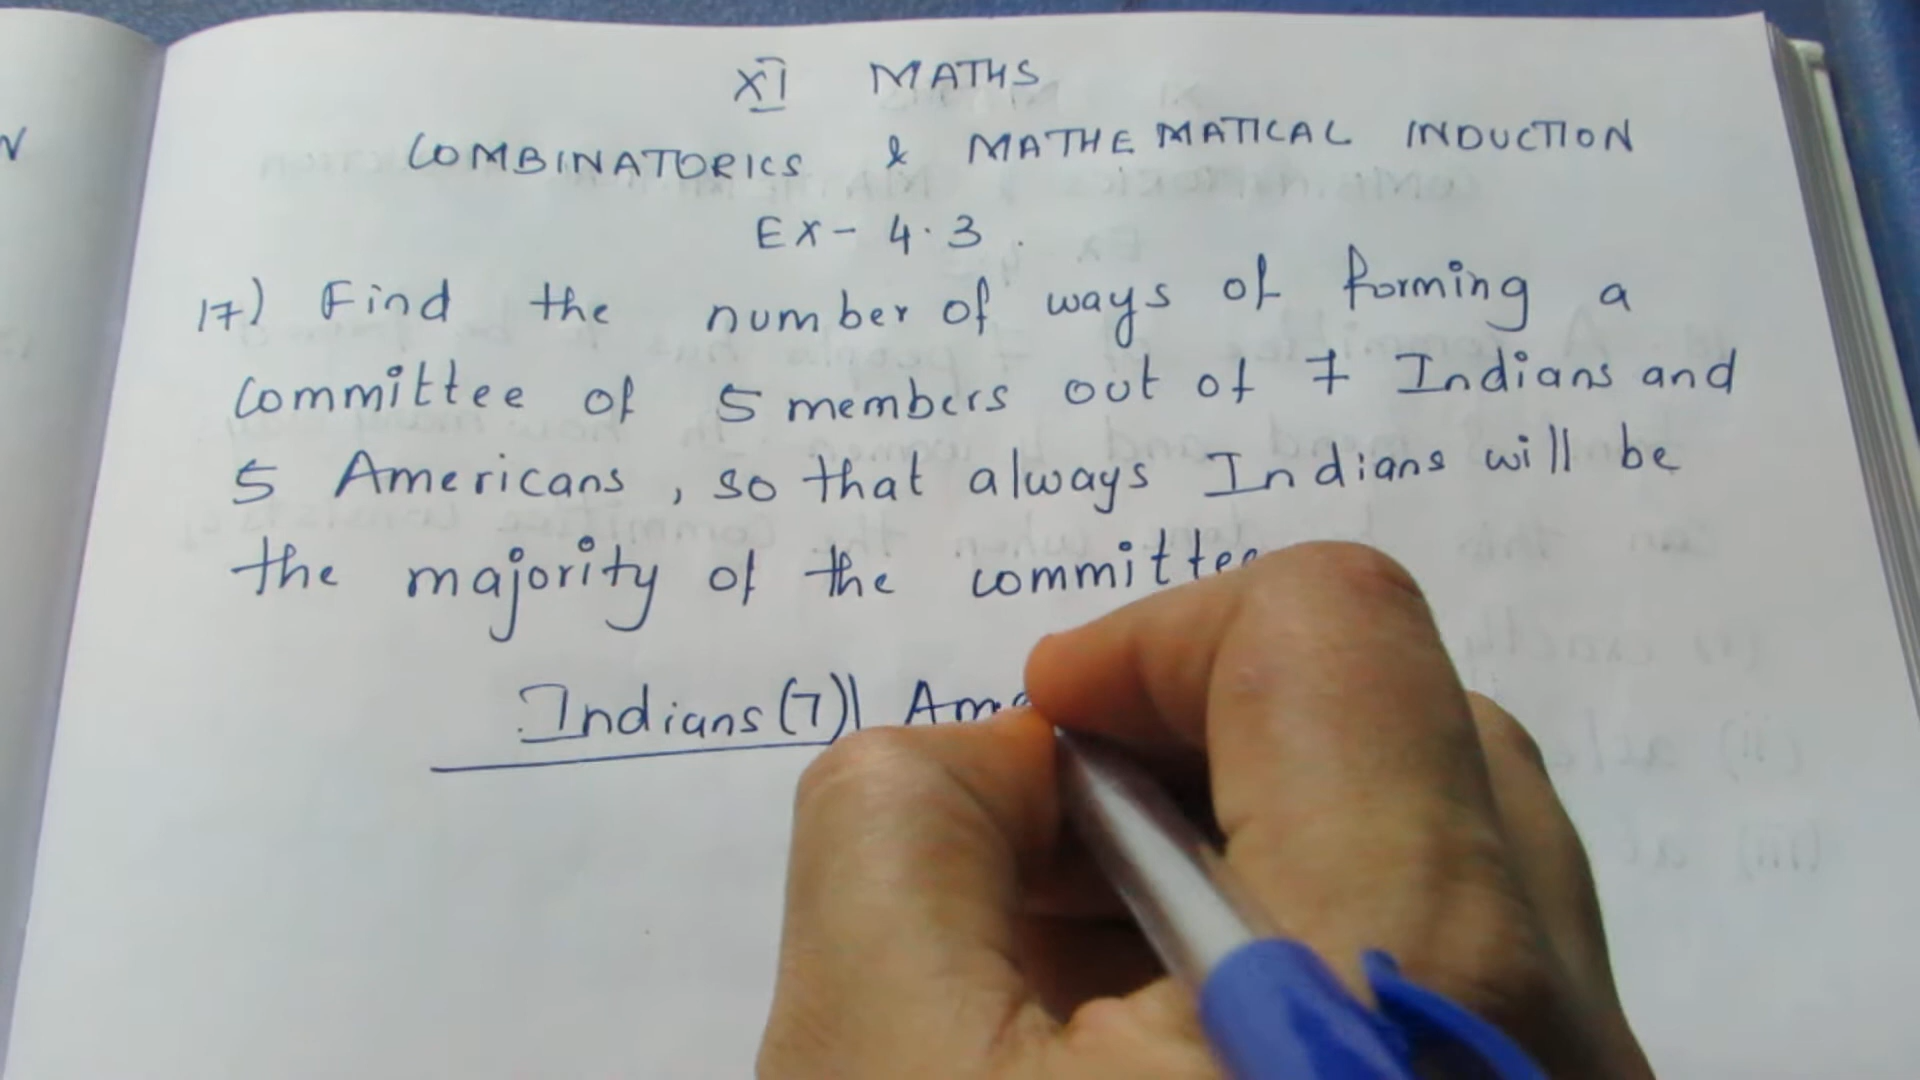 XI MATHS
COMBINATORICS & MATHEMATICAL INDUCTION
Ex - 4.3.
17) Find the number of ways of forming a
committee of 5 members out of 7 Indians and
5 Americans, so that always Indians will be
the majority of the committee
Indians (7) | Ame